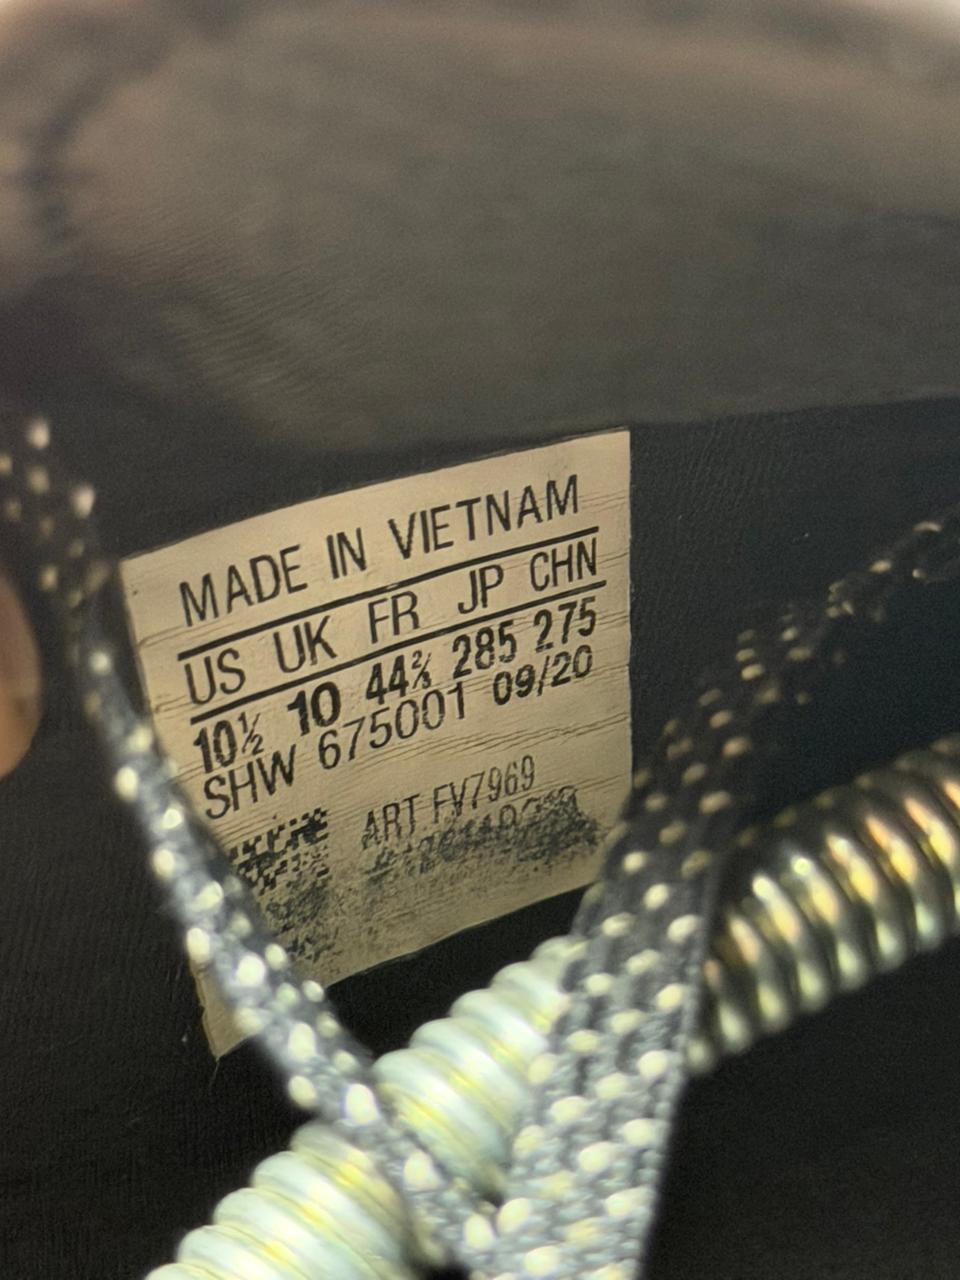 MADE IN VIETNAM
US UK FR JP CHN
10½ 10 44⅔ 285 275
SHW 675001 09/20
ART FV7969